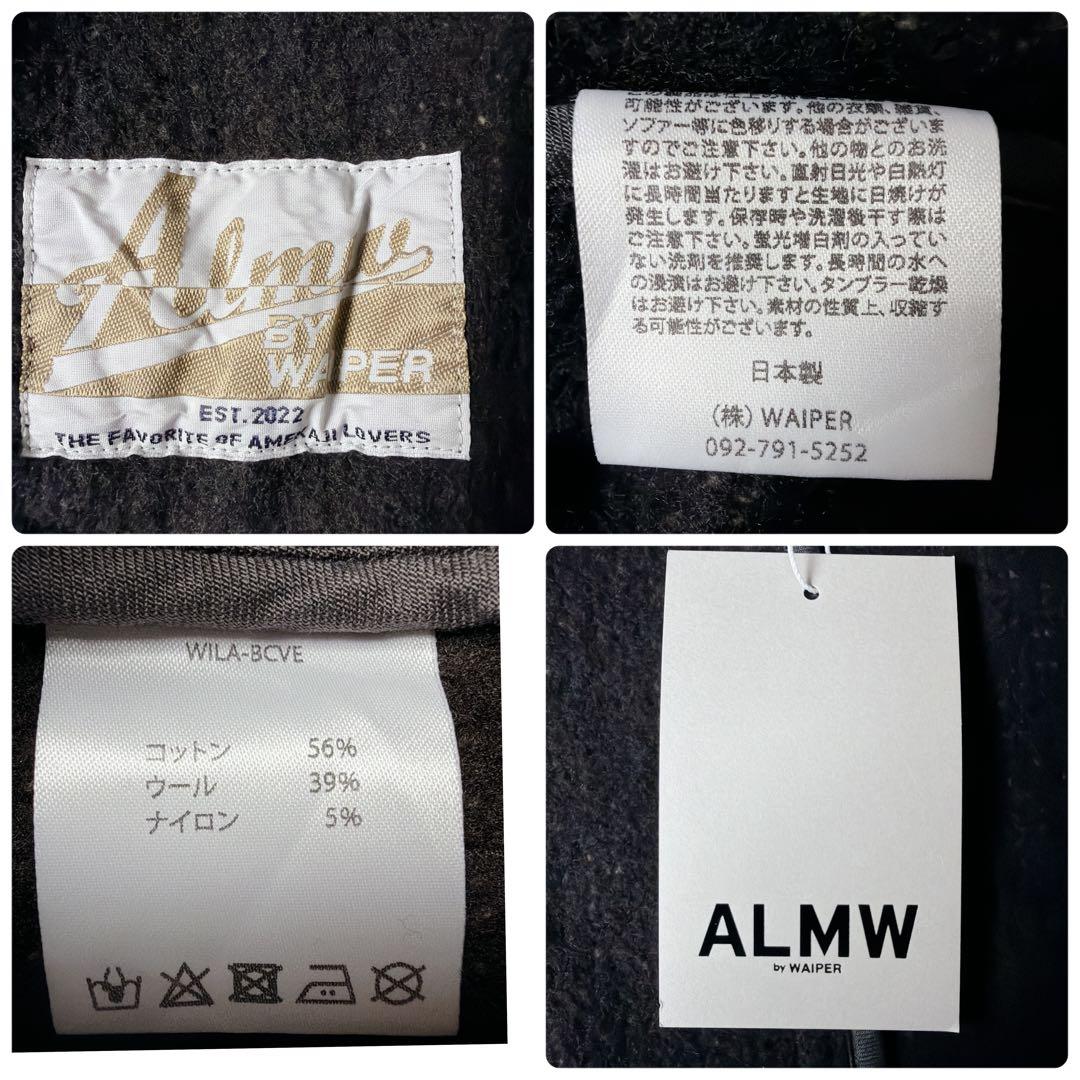 Almw
BY
WAIPER
EST. 2022
THE FAVORITE OF AMEKAJI LOVERS
可能性がございます。他の衣類、雑貨、
ソファー等に色移りする場合がございま
すのでご注意下さい。他の物とのお洗
濯はお避け下さい。直射日光や白熱灯
に長時間当たりますと生地に日焼けが
発生します。保存時や洗濯後干す際は
ご注意下さい。蛍光増白剤の入ってい
ない洗剤を推奨します。長時間の水へ
の浸漬はお避け下さい。タンブラー乾燥
はお避け下さい。素材の性質上、収縮す
る可能性がございます。
日本製
（株）WAIPER
092-791-5252
WILA-BCVE
コットン 56%
ウール 39%
ナイロン 5%
ALMW
by WAIPER